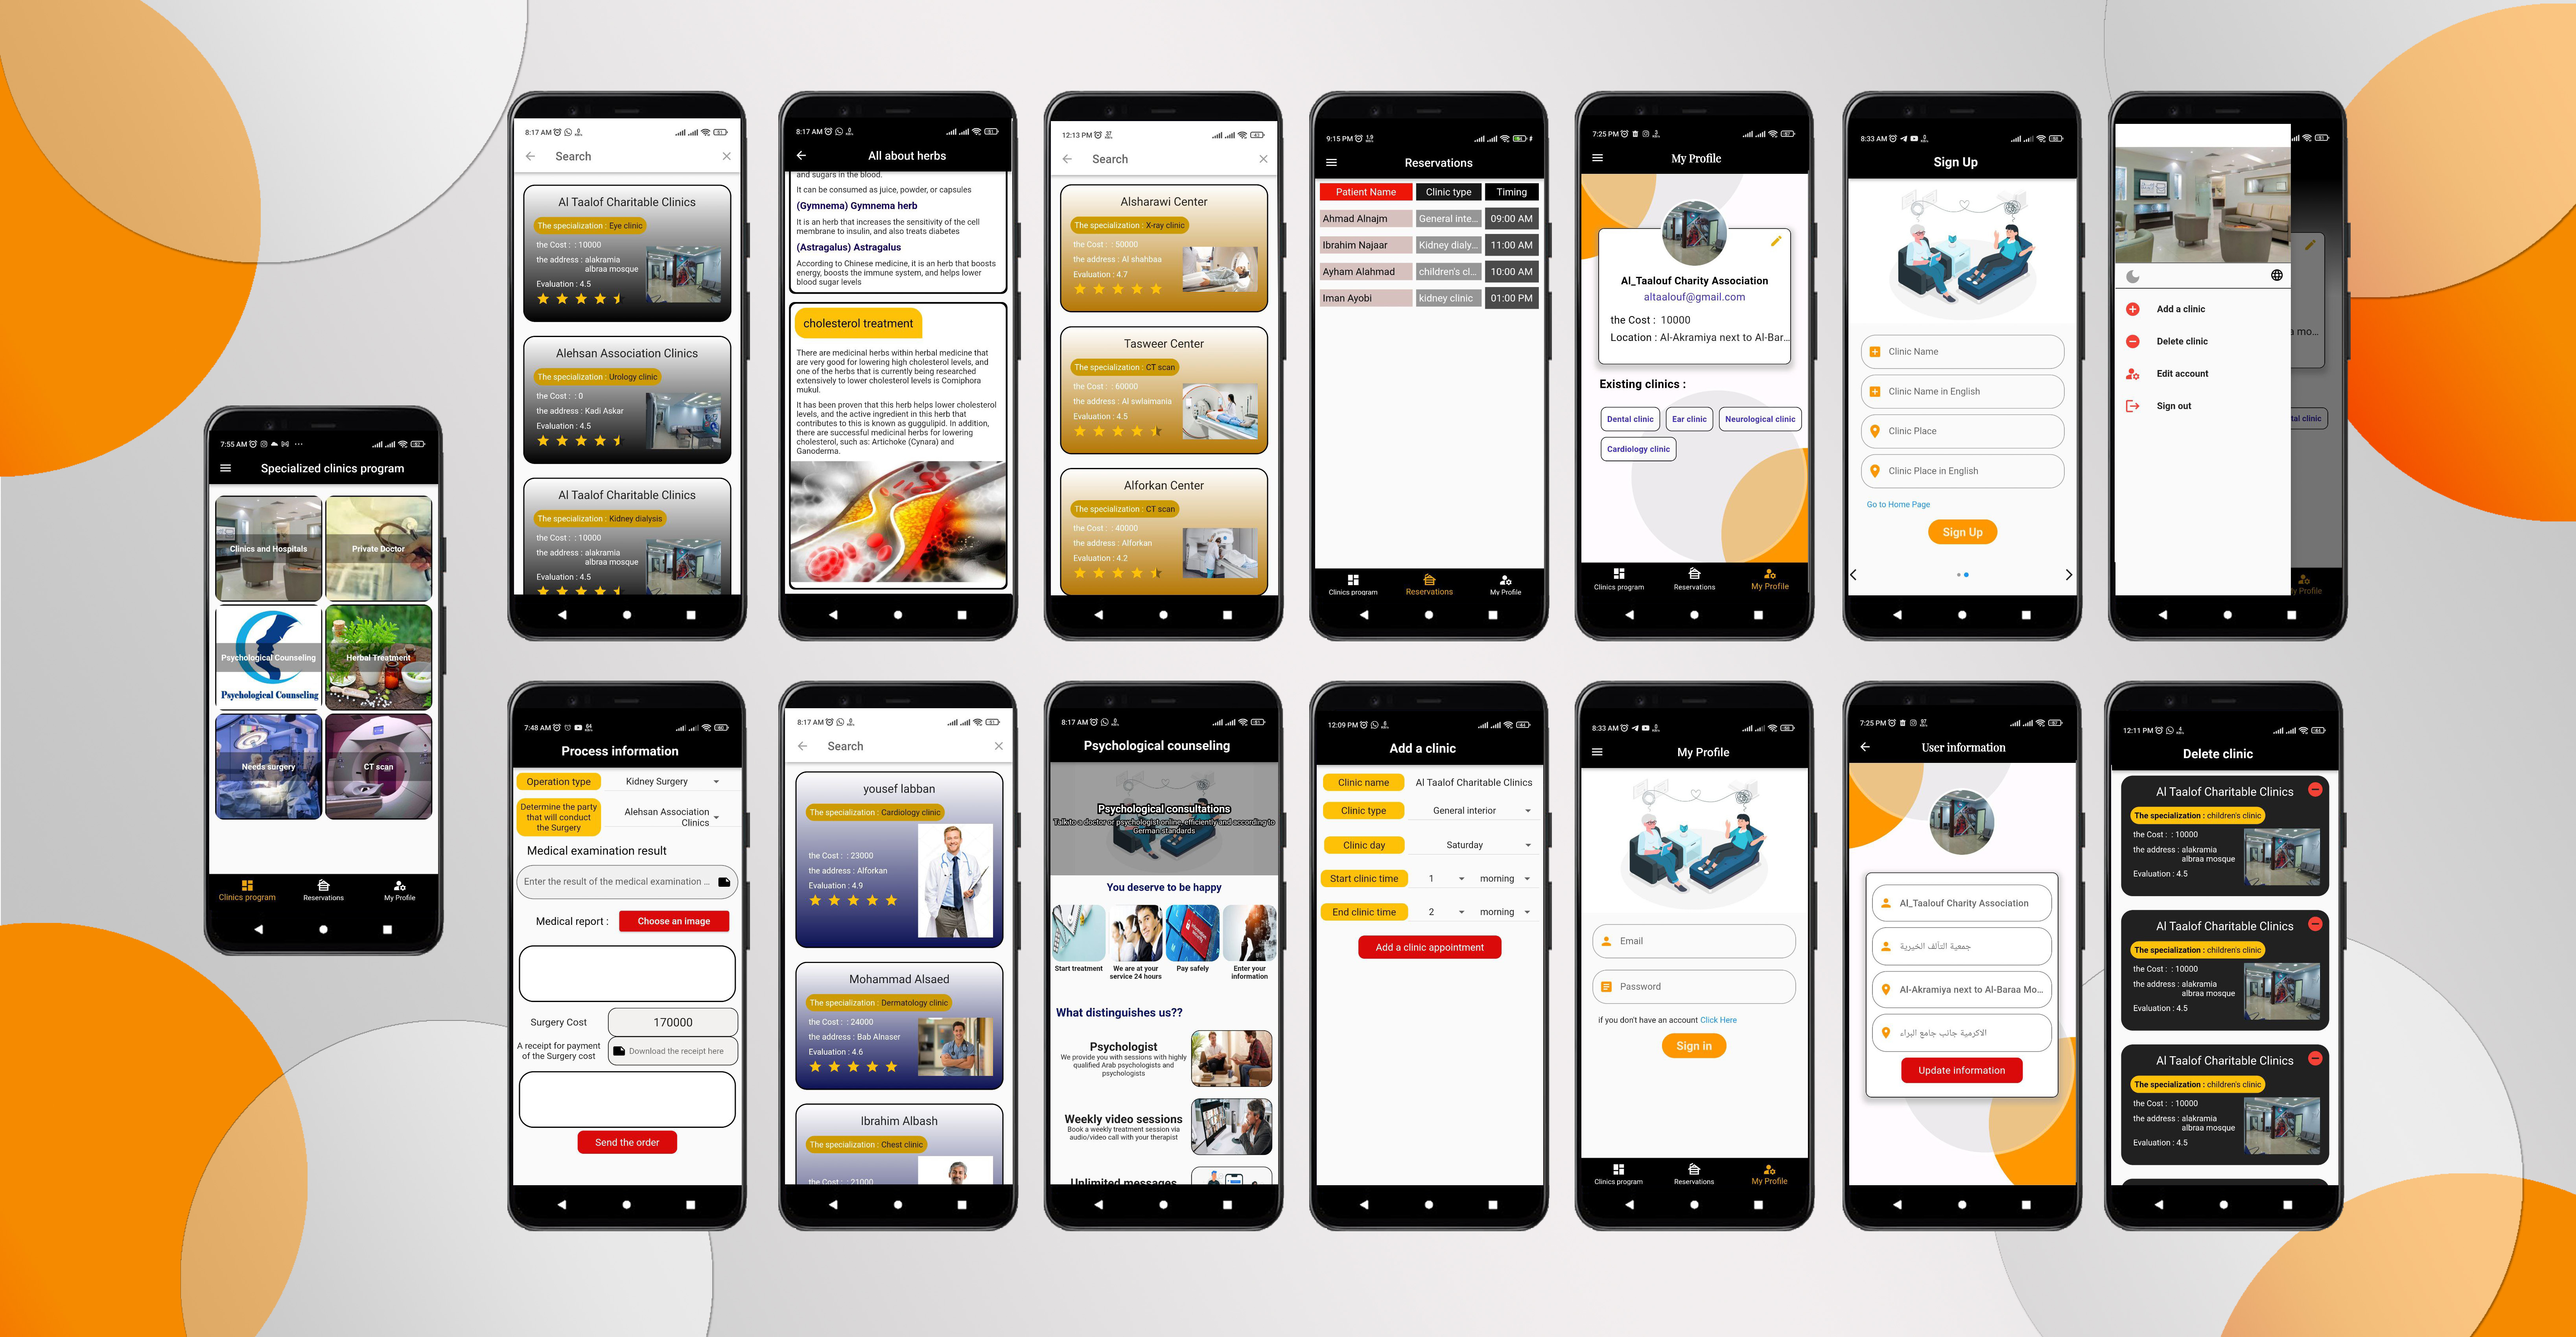 7:55 AM
Specialized clinics program
Clinics and Hospitals
Private Doctor
Psychological Counseling
Psychological Counseling
Herbal Treatment
Needs surgery
CT scan
Clinics program
Reservations
My Profile
8:17 AM
Search
Al Taalof Charitable Clinics
The specialization : Eye clinic
the Cost : : 10000
the address : alakramia
albraa mosque
Evaluation : 4.5
Alehsan Association Clinics
The specialization : Urology clinic
the Cost : : 0
the address : Kadi Askar
Evaluation : 4.5
Al Taalof Charitable Clinics
The specialization : Kidney dialysis
the Cost : : 10000
the address : alakramia
albraa mosque
Evaluation : 4.5
8:17 AM
All about herbs
and sugars in the blood.
It can be consumed as juice, powder, or capsules
(Gymnema) Gymnema herb
It is an herb that increases the sensitivity of the cell
membrane to insulin, and also treats diabetes
(Astragalus) Astragalus
According to Chinese medicine, it is an herb that boosts
energy, boosts the immune system, and helps lower
blood sugar levels
cholesterol treatment
There are medicinal herbs within herbal medicine that
are very good for lowering high cholesterol levels, and
one of the herbs that is currently being researched
extensively to lower cholesterol levels is Comiphora
mukul.
It has been proven that this herb helps lower cholesterol
levels, and the active ingredient in this herb that
contributes to this is known as guggulipid. In addition,
there are successful medicinal herbs for lowering
cholesterol, such as: Artichoke (Cynara) and
Ganoderma.
12:13 PM
Search
Alsharawi Center
The specialization : X-ray clinic
the Cost : : 50000
the address : Al shahbaa
Evaluation : 4.7
Tasweer Center
The specialization : CT scan
the Cost : : 60000
the address : Al swlaimania
Evaluation : 4.5
Alforkan Center
The specialization : CT scan
the Cost : : 40000
the address : Alforkan
Evaluation : 4.2
9:15 PM
Reservations
Patient Name Clinic type Timing
Ahmad Alnajm General inte... 09:00 AM
Ibrahim Najaar Kidney dialy... 11:00 AM
Ayham Alahmad children's cl... 10:00 AM
Iman Ayobi kidney clinic 01:00 PM
Clinics program
Reservations
My Profile
7:25 PM
My Profile
Al_Taalouf Charity Association
altaalouf@gmail.com
the Cost : 10000
Location : Al-Akramiya next to Al-Bar...
Existing clinics :
Dental clinic
Ear clinic
Neurological clinic
Cardiology clinic
Clinics program
Reservations
My Profile
8:33 AM
Sign Up
Clinic Name
Clinic Name in English
Clinic Place
Clinic Place in English
Go to Home Page
Sign Up
Add a clinic
Delete clinic
Edit account
Sign out
a mo...
tal clinic
y Profile
7:48 AM
Process information
Operation type
Kidney Surgery
Determine the party
that will conduct
the Surgery
Alehsan Association
Clinics
Medical examination result
Enter the result of the medical examination ...
Medical report :
Choose an image
Surgery Cost
170000
A receipt for payment
of the Surgery cost
Download the receipt here
Send the order
8:17 AM
Search
yousef labban
The specialization : Cardiology clinic
the Cost : : 23000
the address : Alforkan
Evaluation : 4.9
Mohammad Alsaed
The specialization : Dermatology clinic
the Cost : : 24000
the address : Bab Alnaser
Evaluation : 4.6
Ibrahim Albash
The specialization : Chest clinic
the Cost : : 21000
8:17 AM
Psychological counseling
Psychological consultations
Talk to a doctor or psychologist online, efficiently and according to
German standards
You deserve to be happy
Start treatment
We are at your
service 24 hours
Pay safely
Enter your
information
What distinguishes us??
Psychologist
We provide you with sessions with highly
qualified Arab psychologists and
psychologists
Weekly video sessions
Book a weekly treatment session via
audio/video call with your therapist
Unlimited messages
12:09 PM
Add a clinic
Clinic name
Al Taalof Charitable Clinics
Clinic type
General interior
Clinic day
Saturday
Start clinic time
1
morning
End clinic time
2
morning
Add a clinic appointment
8:33 AM
My Profile
Email
Password
if you don't have an account Click Here
Sign in
Clinics program
Reservations
My Profile
7:25 PM
User information
Al_Taalouf Charity Association
جمعية التآلف الخيرية
Al-Akramiya next to Al-Baraa Mo...
الاكرمية جانب جامع البراء
Update information
12:11 PM
Delete clinic
Al Taalof Charitable Clinics
The specialization : children's clinic
the Cost : : 10000
the address : alakramia
albraa mosque
Evaluation : 4.5
Al Taalof Charitable Clinics
The specialization : children's clinic
the Cost : : 10000
the address : alakramia
albraa mosque
Evaluation : 4.5
Al Taalof Charitable Clinics
The specialization : children's clinic
the Cost : : 10000
the address : alakramia
albraa mosque
Evaluation : 4.5